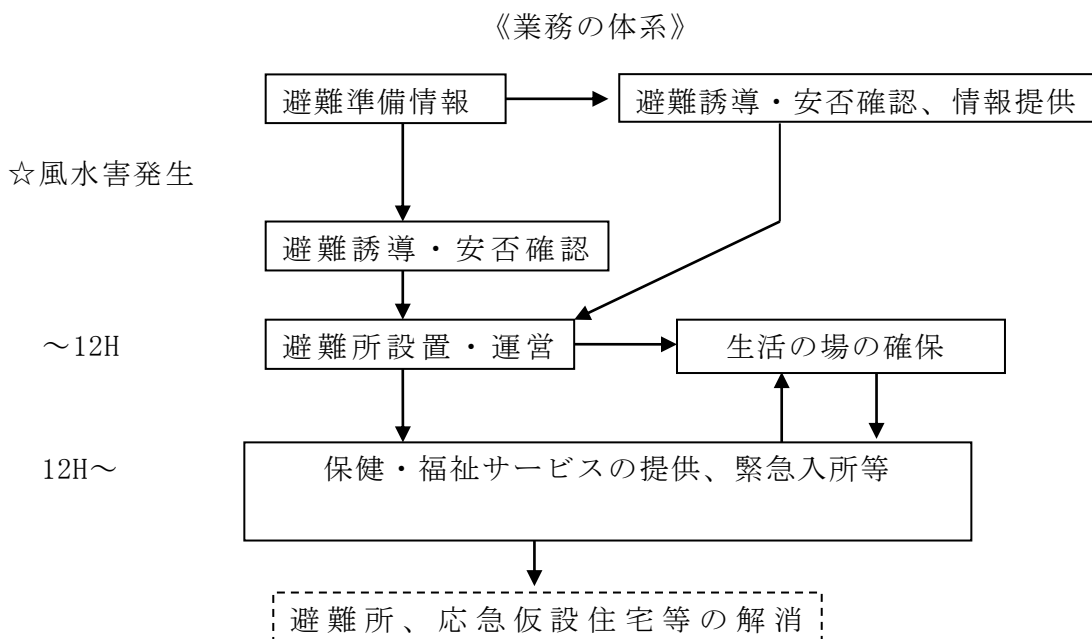 《業務の体系》
避難準備情報
避難誘導・安否確認、情報提供
☆風水害発生
避難誘導・安否確認
～12H
避難所設置・運営
生活の場の確保
12H～
保健・福祉サービスの提供、緊急入所等
避難所、応急仮設住宅等の解消